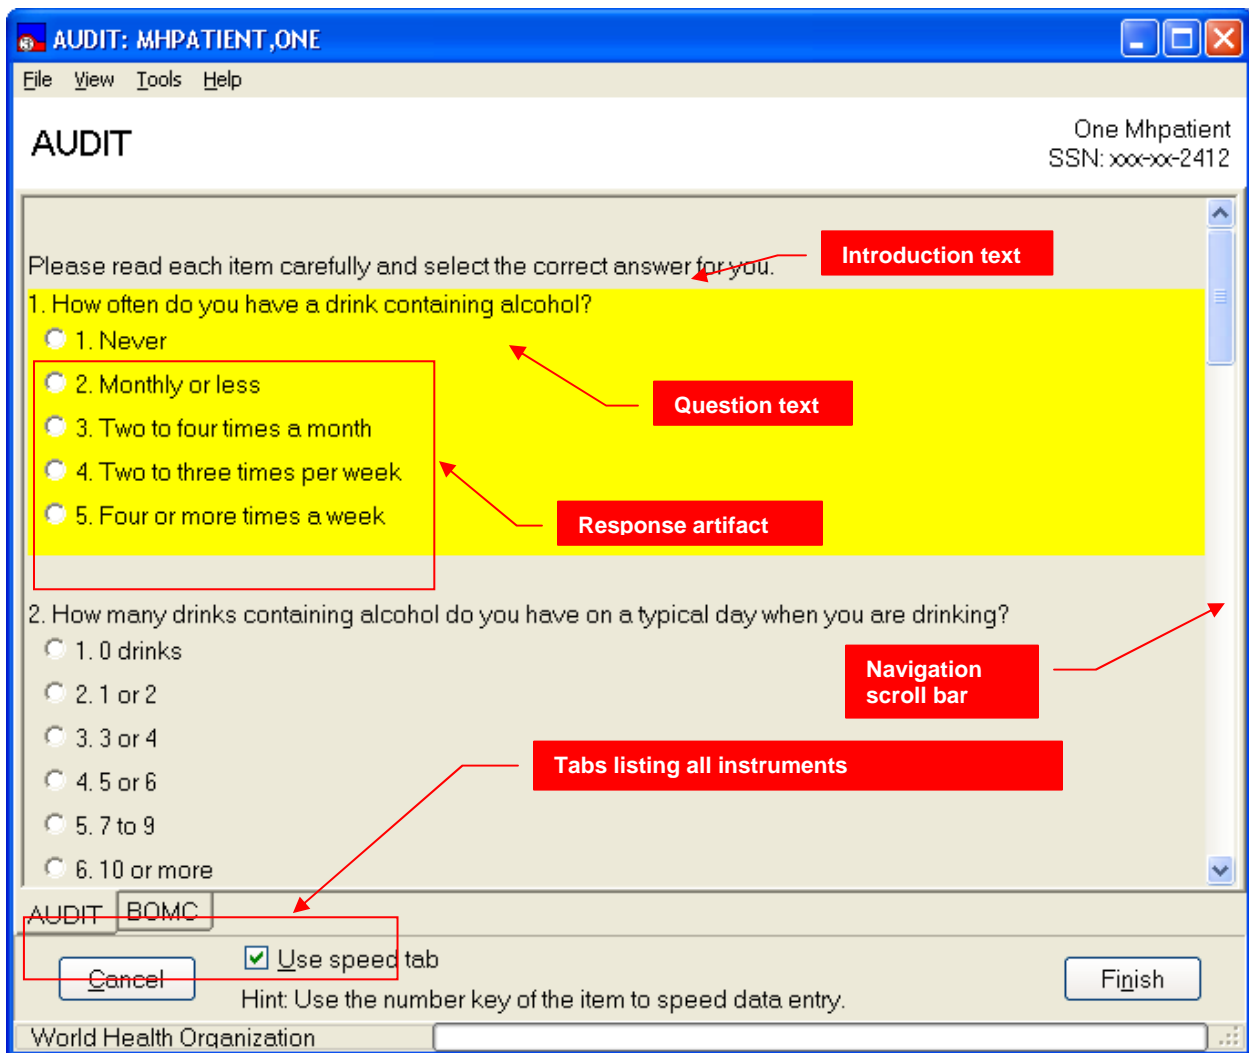 AUDIT: MHPATIENT,ONE
File View Tools Help
AUDIT
One Mhpatient
SSN: xxx-xx-2412
Please read each item carefully and select the correct answer for you.
Introduction text
1. How often do you have a drink containing alcohol?
1. Never
2. Monthly or less
Question text
3. Two to four times a month
4. Two to three times per week
5. Four or more times a week
Response artifact
2. How many drinks containing alcohol do you have on a typical day when you are drinking?
1. 0 drinks
Navigation
scroll bar
2. 1 or 2
3. 3 or 4
Tabs listing all instruments
4. 5 or 6
5. 7 to 9
6. 10 or more
AUDIT BOMC
Use speed tab
Cancel
Finish
Hint: Use the number key of the item to speed data entry.
World Health Organization